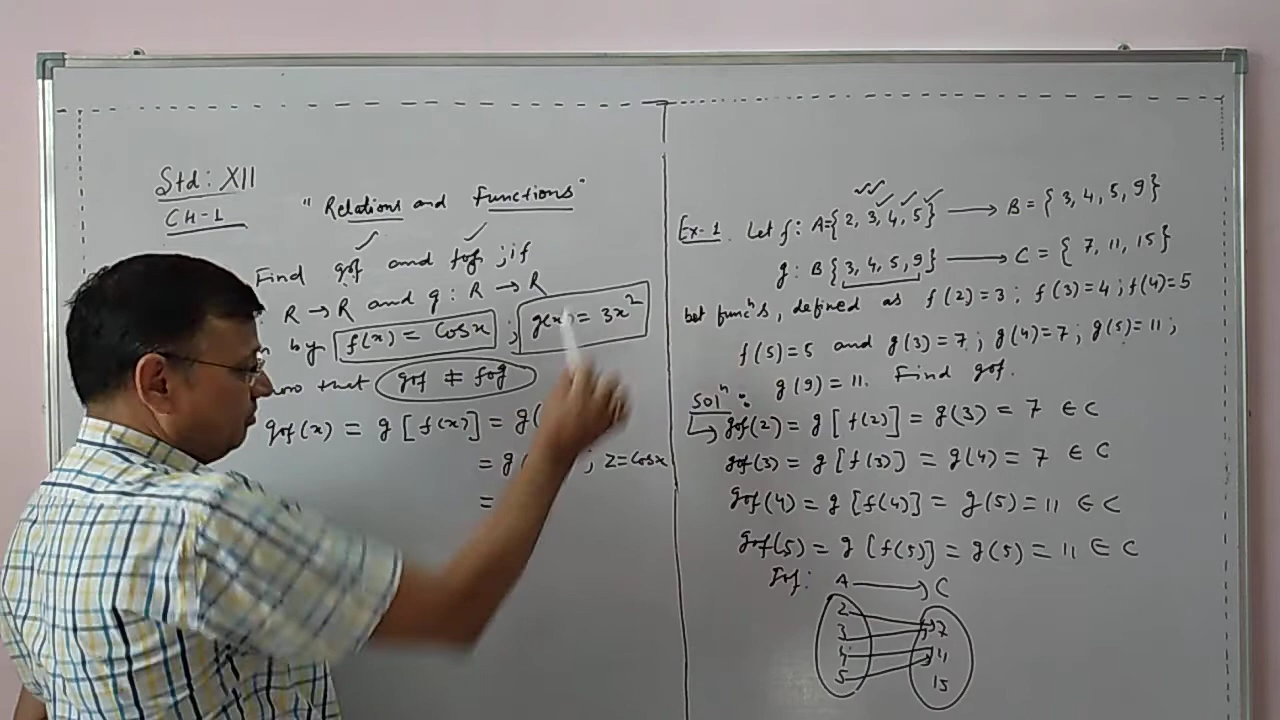 Std: XII
CH-1
"Relations and Functions"
Find gof and fog ; if
R → R and g : R → R
by f(x) = Cosx ; g(x) = 3x²
that gof ≠ fog
gof(x) = g[f(x)] = g(
= g( ; z=Cosx
=
Ex-1. Let f: A={2, 3, 4, 5} → B = {3, 4, 5, 9}
g : B{3, 4, 5, 9} → C = {7, 11, 15}
bet funcⁿs, defined as f(2)=3 ; f(3)=4 ; f(4)=5
f(5)=5 and g(3)=7 ; g(4)=7 ; g(5)=11 ;
g(9)=11. Find gof.
Solⁿ :
gof(2) = g[f(2)] = g(3) = 7 ∈ C
gof(3) = g[f(3)] = g(4) = 7 ∈ C
gof(4) = g[f(4)] = g(5) = 11 ∈ C
gof(5) = g[f(5)] = g(5) = 11 ∈ C
A → C
2
3
4
5
7
11
15